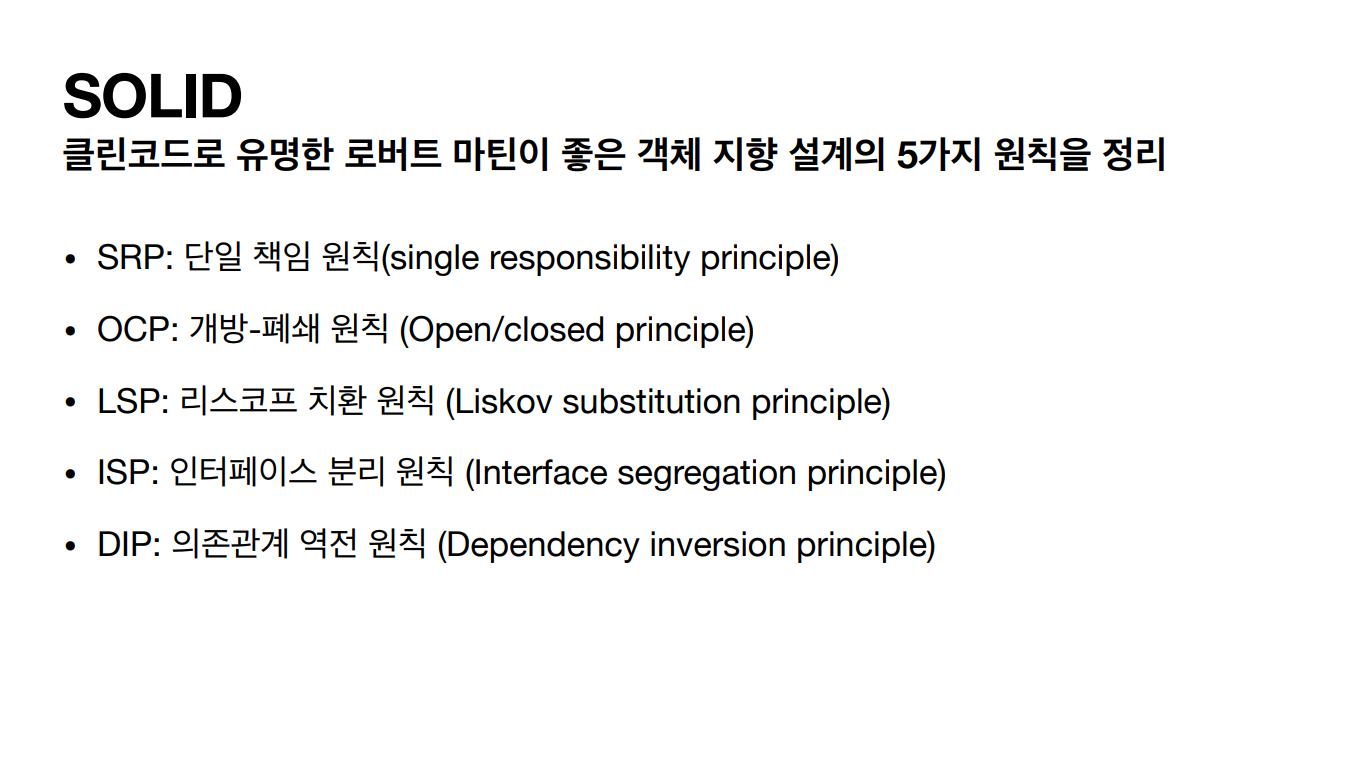 SOLID
클린코드로 유명한 로버트 마틴이 좋은 객체 지향 설계의 5가지 원칙을 정리
• SRP: 단일 책임 원칙(single responsibility principle)
• OCP: 개방-폐쇄 원칙 (Open/closed principle)
• LSP: 리스코프 치환 원칙 (Liskov substitution principle)
• ISP: 인터페이스 분리 원칙 (Interface segregation principle)
• DIP: 의존관계 역전 원칙 (Dependency inversion principle)